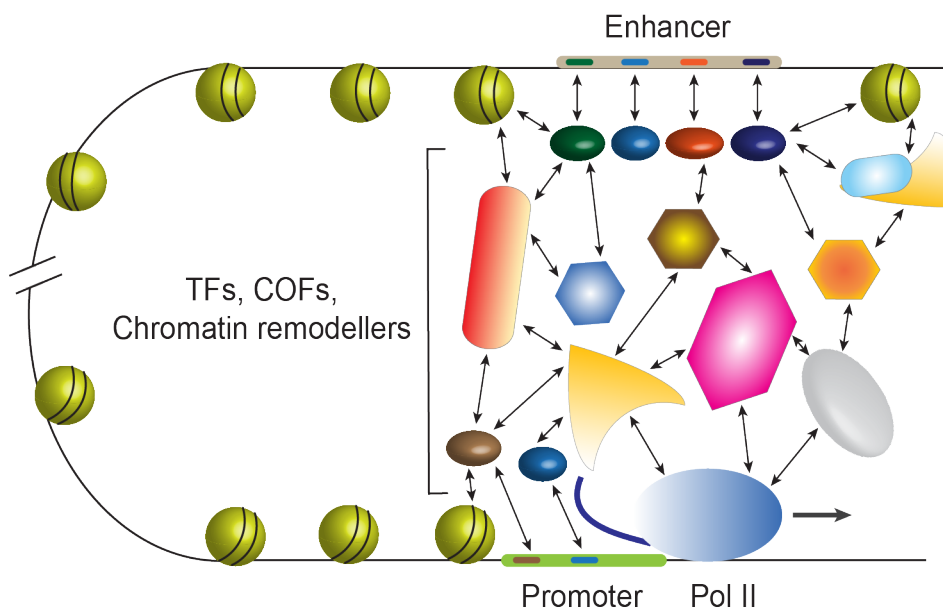 Enhancer
TFs, COFs,
Chromatin remodellers
Promoter
Pol II